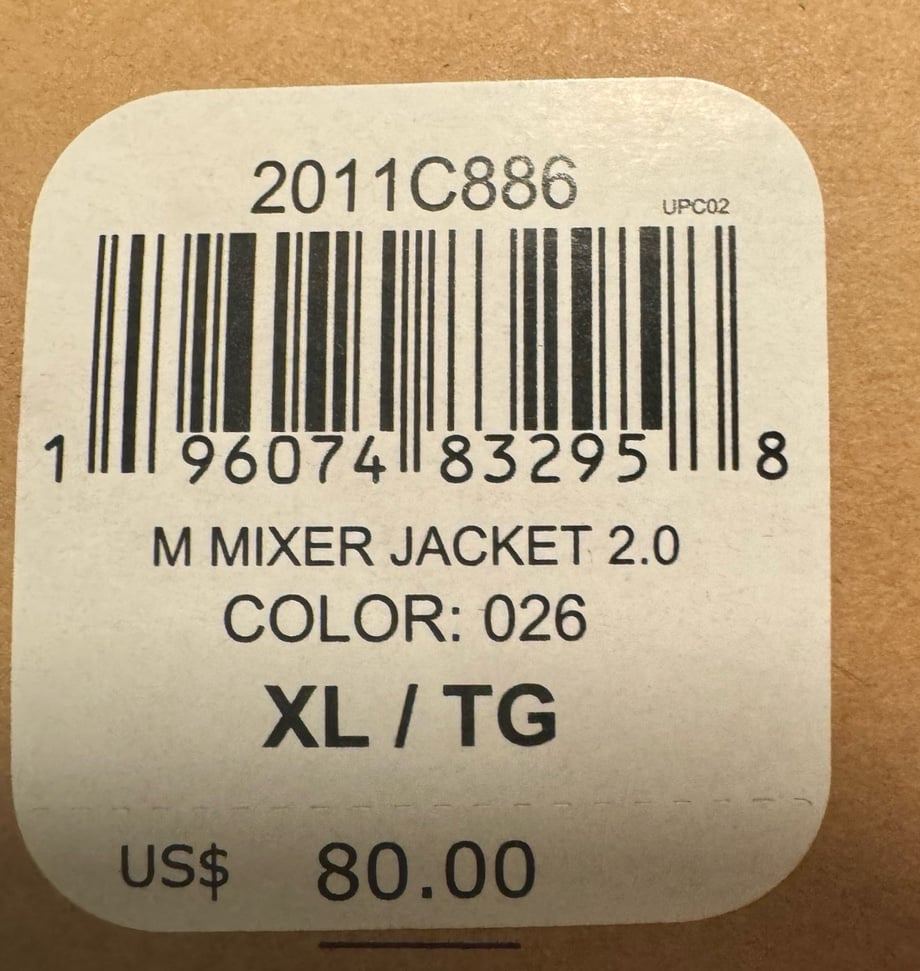 2011C886
UPC02
1 96074 83295 8
M MIXER JACKET 2.0
COLOR: 026
XL / TG
US$ 80.00